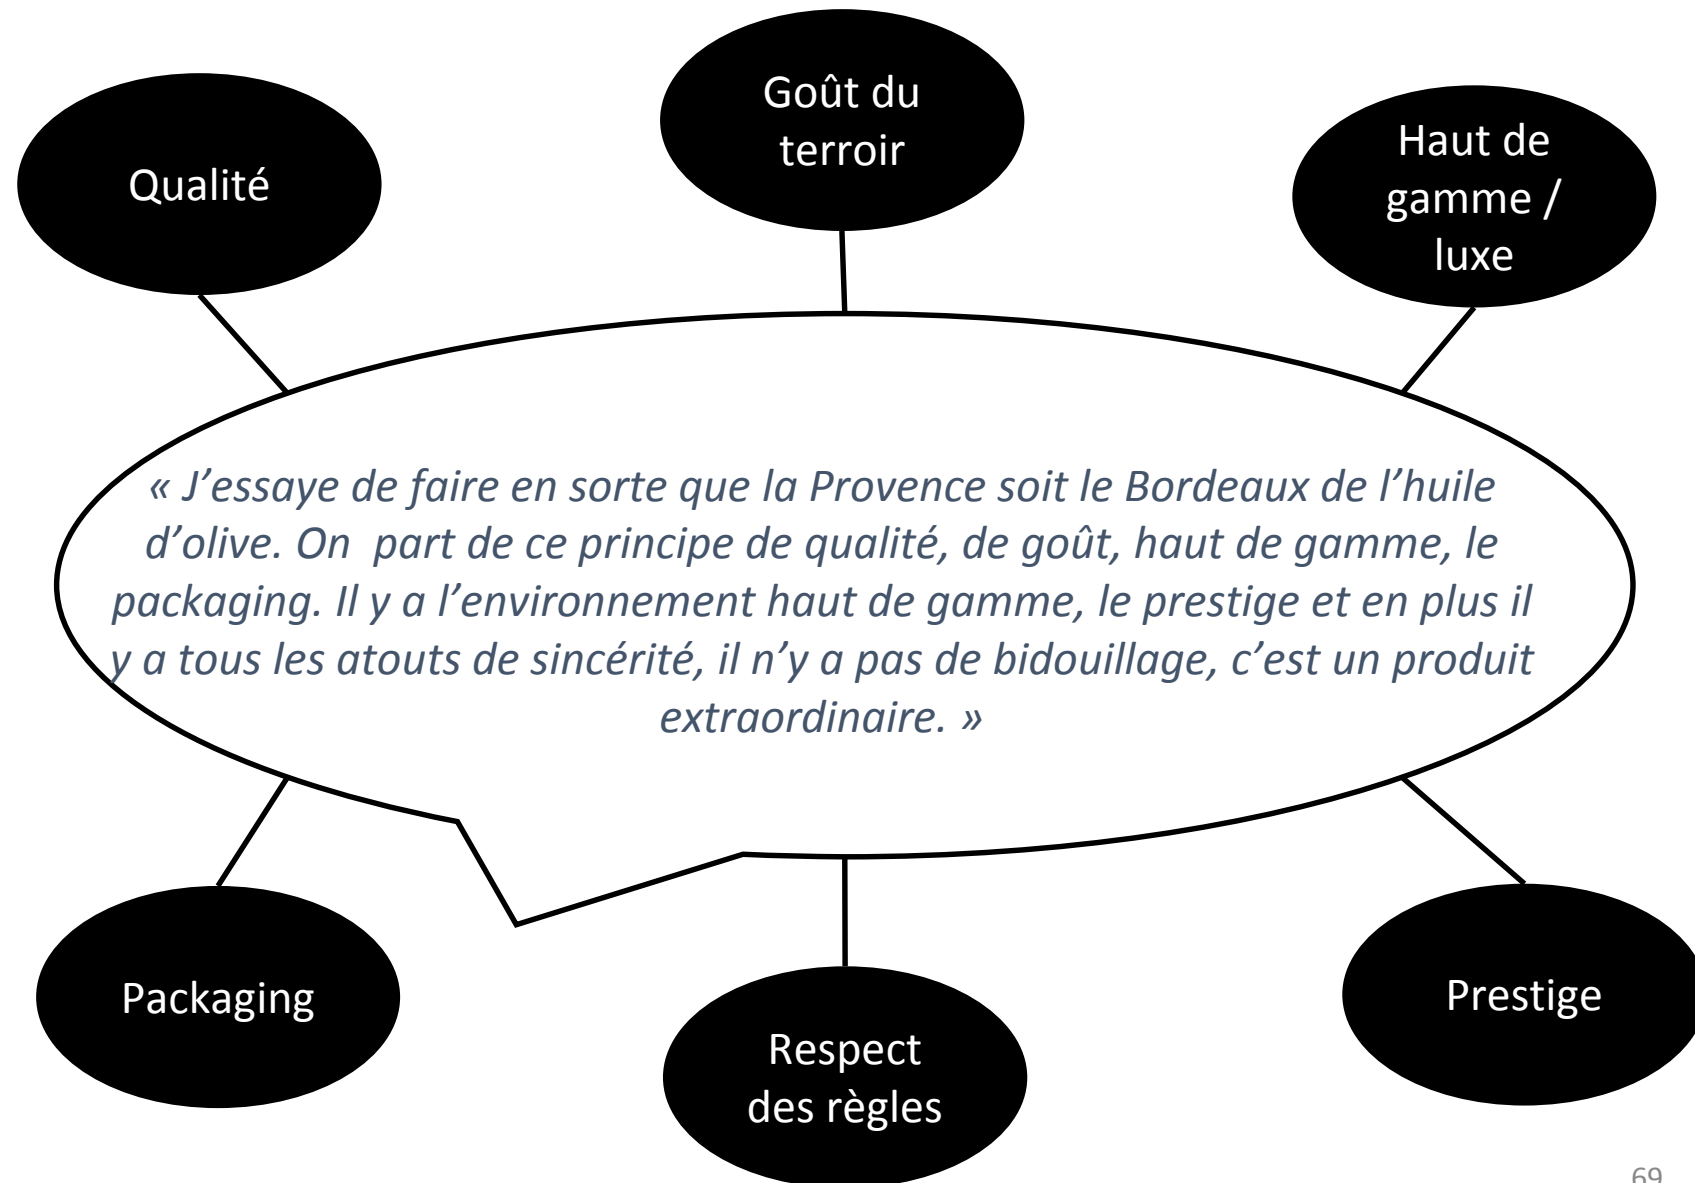 Qualité
Goût du
terroir
Haut de
gamme /
luxe
« J’essaye de faire en sorte que la Provence soit le Bordeaux de l’huile
d’olive. On  part de ce principe de qualité, de goût, haut de gamme, le
packaging. Il y a l’environnement haut de gamme, le prestige et en plus il
y a tous les atouts de sincérité, il n’y a pas de bidouillage, c’est un produit
extraordinaire. »
Packaging
Respect
des règles
Prestige
69